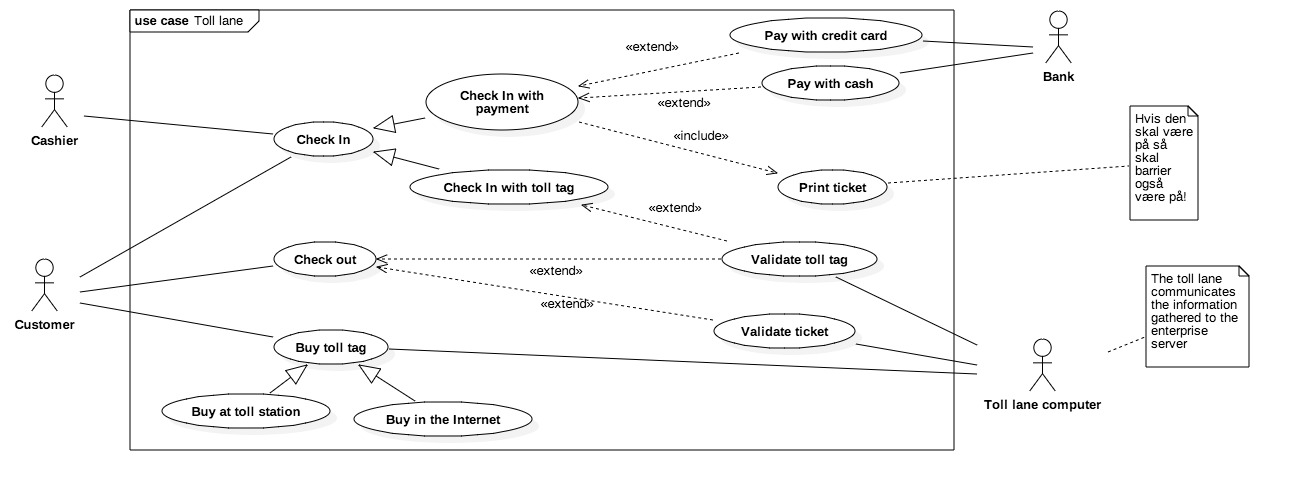 use case Toll lane
«extend»
Pay with credit card
Bank
Pay with cash
«extend»
Check In with
payment
Cashier
Check In
«include»
Hvis den
skal være
på så
skal
barrier
også
være på!
Check In with toll tag
Print ticket
«extend»
Check out
Validate toll tag
«extend»
The toll lane
communicates
the information
gathered to the
enterprise
server
«extend»
Customer
Validate ticket
Buy toll tag
Toll lane computer
Buy at toll station
Buy in the Internet